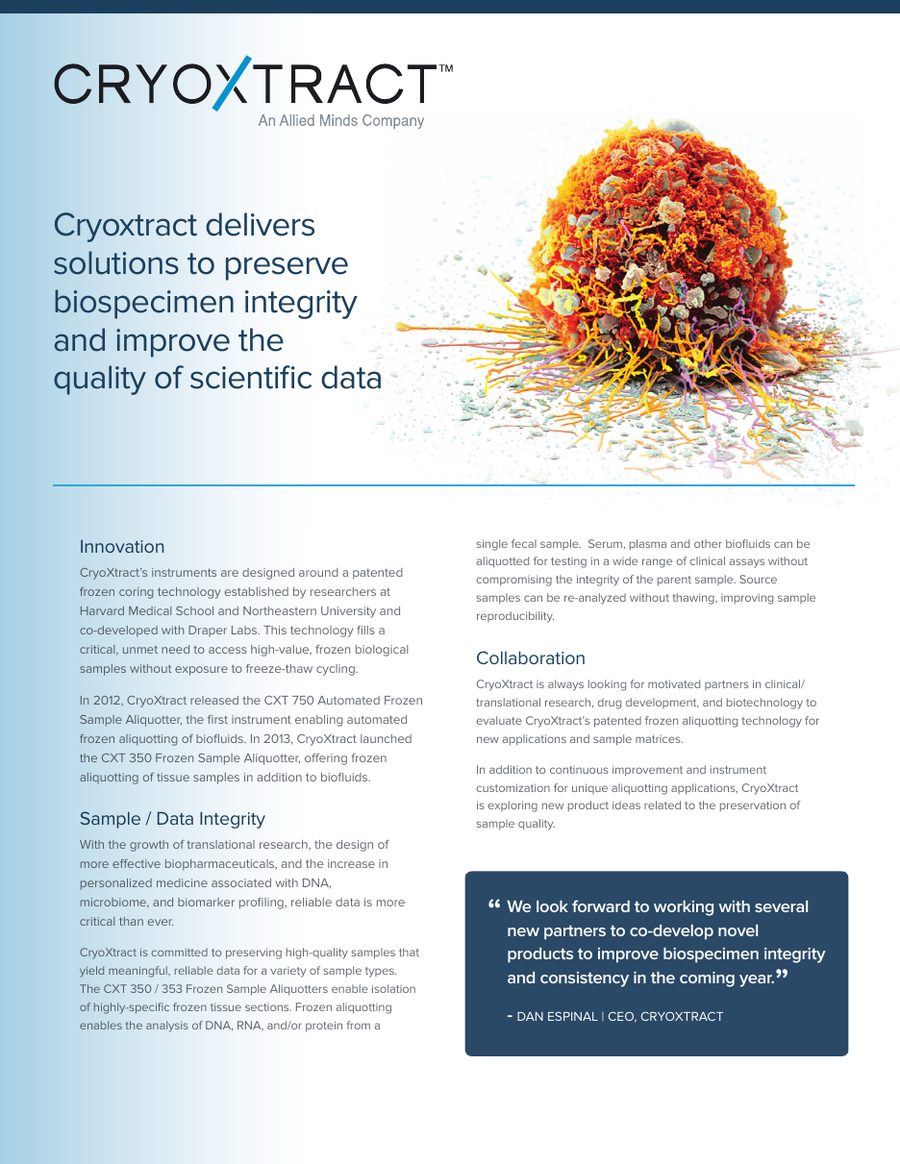 CRYOXTRACT™
An Allied Minds Company
Cryoxtract delivers
solutions to preserve
biospecimen integrity
and improve the
quality of scientific data
Innovation
CryoXtract's instruments are designed around a patented
frozen coring technology established by researchers at
Harvard Medical School and Northeastern University and
co-developed with Draper Labs. This technology fills a
critical, unmet need to access high-value, frozen biological
samples without exposure to freeze-thaw cycling.
In 2012, CryoXtract released the CXT 750 Automated Frozen
Sample Aliquotter, the first instrument enabling automated
frozen aliquotting of biofluids. In 2013, CryoXtract launched
the CXT 350 Frozen Sample Aliquotter, offering frozen
aliquotting of tissue samples in addition to biofluids.
Sample / Data Integrity
With the growth of translational research, the design of
more effective biopharmaceuticals, and the increase in
personalized medicine associated with DNA,
microbiome, and biomarker profiling, reliable data is more
critical than ever.
CryoXtract is committed to preserving high-quality samples that
yield meaningful, reliable data for a variety of sample types.
The CXT 350 / 353 Frozen Sample Aliquotters enable isolation
of highly-specific frozen tissue sections. Frozen aliquotting
enables the analysis of DNA, RNA, and/or protein from a
single fecal sample.  Serum, plasma and other biofluids can be
aliquotted for testing in a wide range of clinical assays without
compromising the integrity of the parent sample. Source
samples can be re-analyzed without thawing, improving sample
reproducibility.
Collaboration
CryoXtract is always looking for motivated partners in clinical/
translational research, drug development, and biotechnology to
evaluate CryoXtract's patented frozen aliquotting technology for
new applications and sample matrices.
In addition to continuous improvement and instrument
customization for unique aliquotting applications, CryoXtract
is exploring new product ideas related to the preservation of
sample quality.
“ We look forward to working with several
new partners to co-develop novel
products to improve biospecimen integrity
and consistency in the coming year.”
- DAN ESPINAL | CEO, CRYOXTRACT